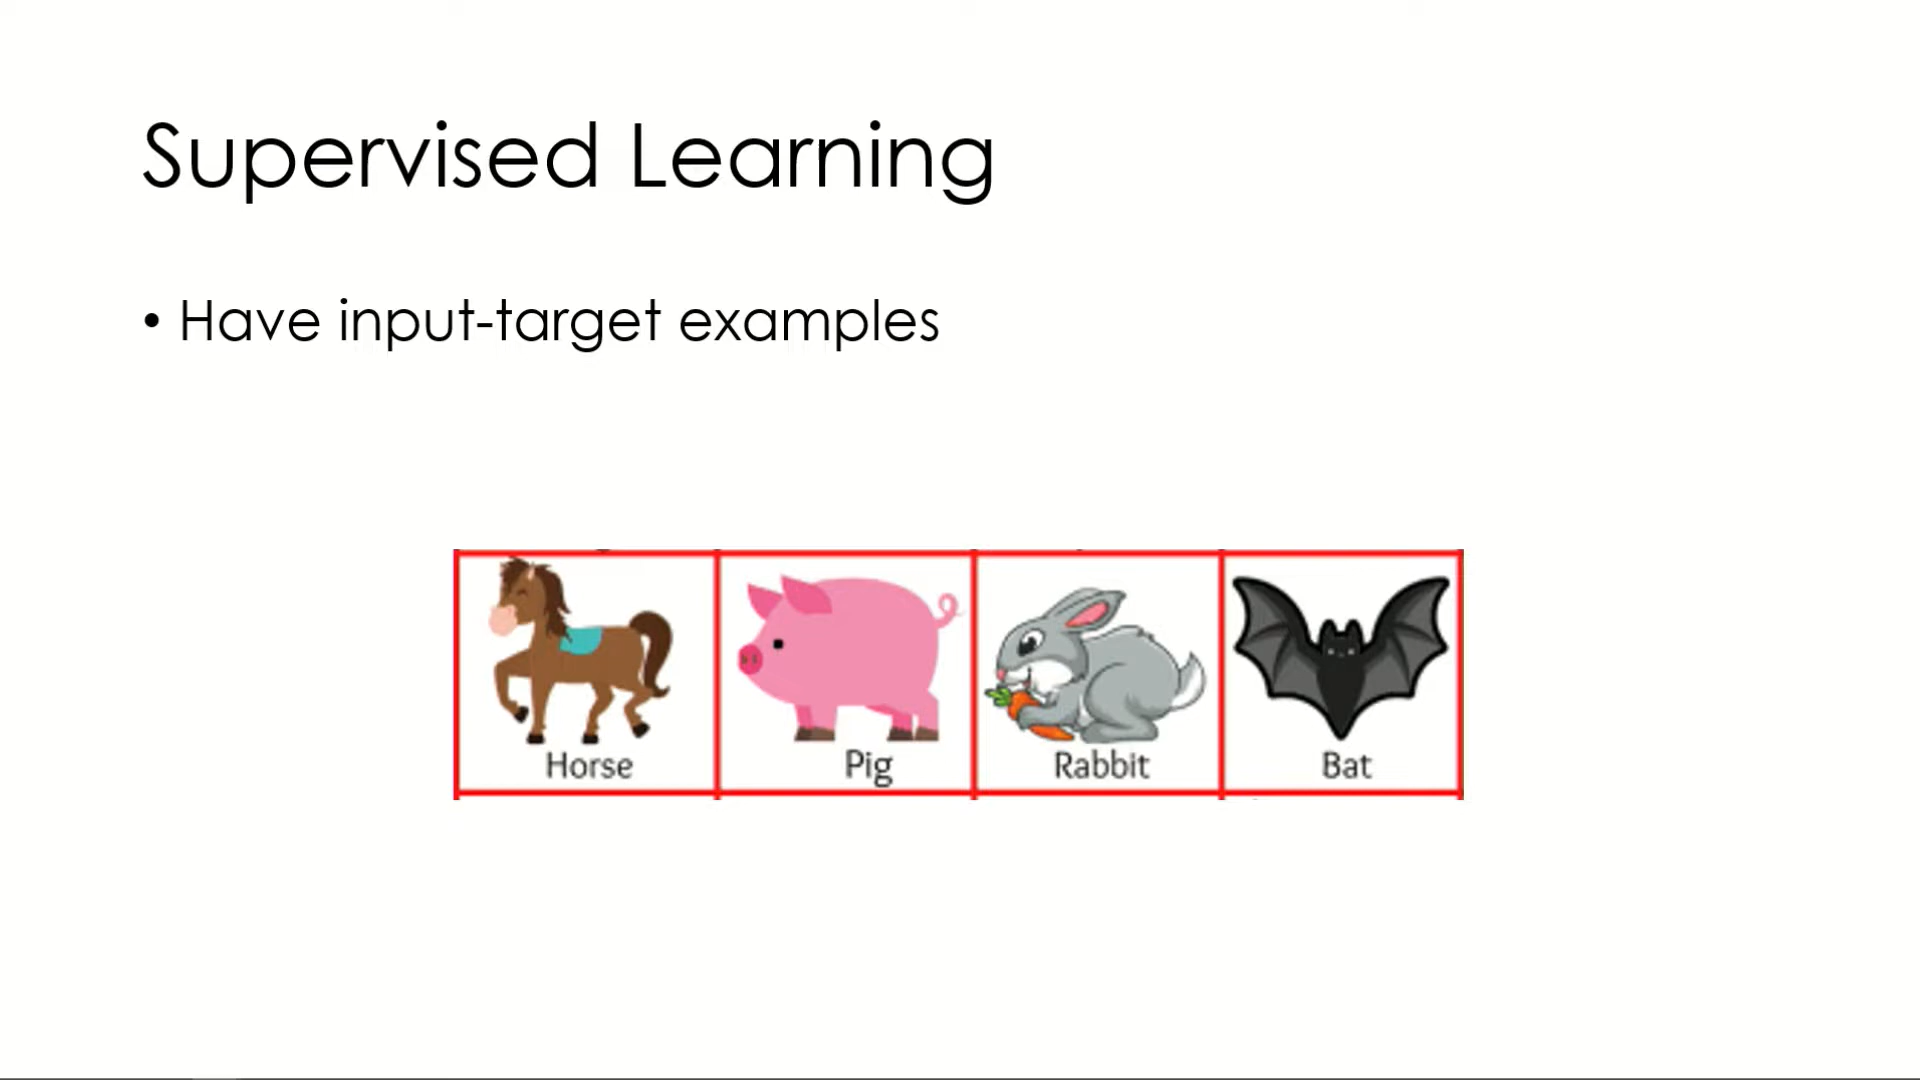 Supervised Learning
• Have input-target examples
Horse
Pig
Rabbit
Bat